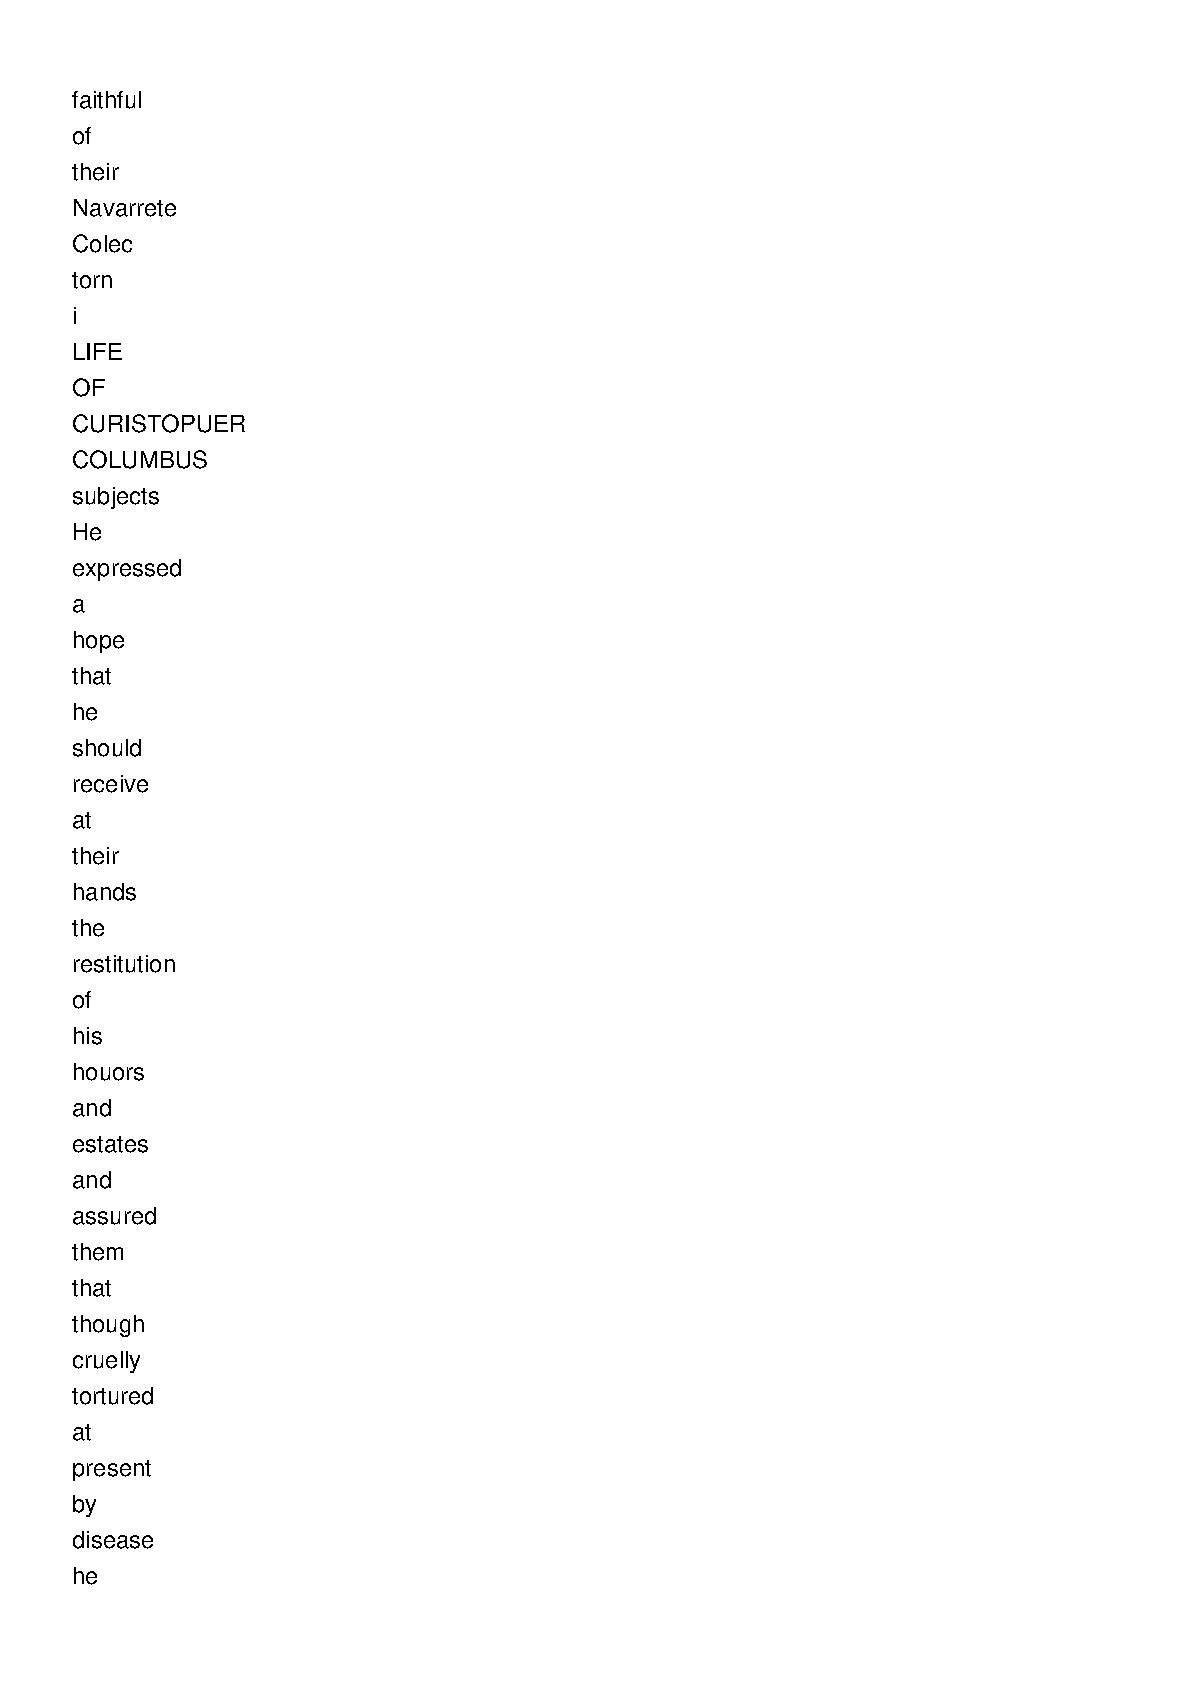 faithful
of
their
Navarrete
Colec
torn
i
LIFE
OF
CURISTOPUER
COLUMBUS
subjects
He
expressed
a
hope
that
he
should
receive
at
their
hands
the
restitution
of
his
houors
and
estates
and
assured
them
that
though
cruelly
tortured
at
present
by
disease
he